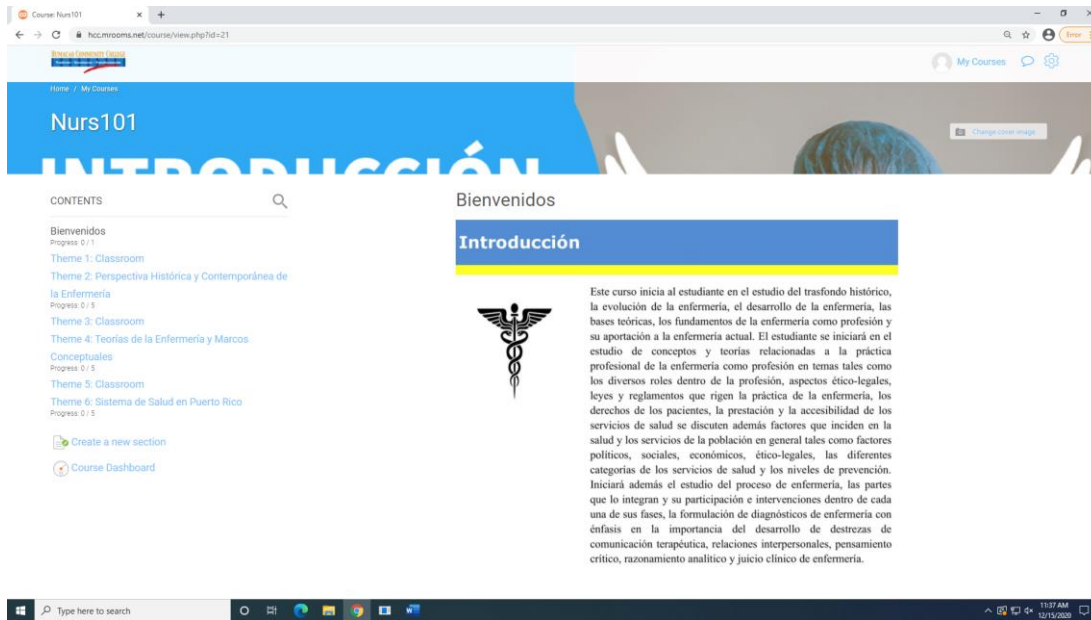 Course: Nurs101
hcc.mrooms.net/course/view.php?id=21
Error
HUMACAO COMMUNITY COLLEGE
My Courses
Home / My Courses
Nurs101
Change cover image
INTRODUCCIÓN
CONTENTS
Bienvenidos
Progress: 0 / 1
Theme 1: Classroom
Theme 2: Perspectiva Histórica y Contemporánea de
la Enfermería
Progress: 0 / 5
Theme 3: Classroom
Theme 4: Teorías de la Enfermería y Marcos
Conceptuales
Progress: 0 / 5
Theme 5: Classroom
Theme 6: Sistema de Salud en Puerto Rico
Progress: 0 / 5
Create a new section
Course Dashboard
Bienvenidos
Introducción
Este curso inicia al estudiante en el estudio del trasfondo histórico,
la evolución de la enfermería, el desarrollo de la enfermería, las
bases teóricas, los fundamentos de la enfermería como profesión y
su aportación a la enfermería actual. El estudiante se iniciará en el
estudio de conceptos y teorías relacionadas a la práctica
profesional de la enfermería como profesión en temas tales como
los diversos roles dentro de la profesión, aspectos ético-legales,
leyes y reglamentos que rigen la práctica de la enfermería, los
derechos de los pacientes, la prestación y la accesibilidad de los
servicios de salud se discuten además factores que inciden en la
salud y los servicios de la población en general tales como factores
políticos, sociales, económicos, ético-legales, las diferentes
categorías de los servicios de salud y los niveles de prevención.
Iniciará además el estudio del proceso de enfermería, las partes
que lo integran y su participación e intervenciones dentro de cada
una de sus fases, la formulación de diagnósticos de enfermería con
énfasis en la importancia del desarrollo de destrezas de
comunicación terapéutica, relaciones interpersonales, pensamiento
crítico, razonamiento analítico y juicio clínico de enfermería.
Type here to search
11:37 AM
12/15/2020